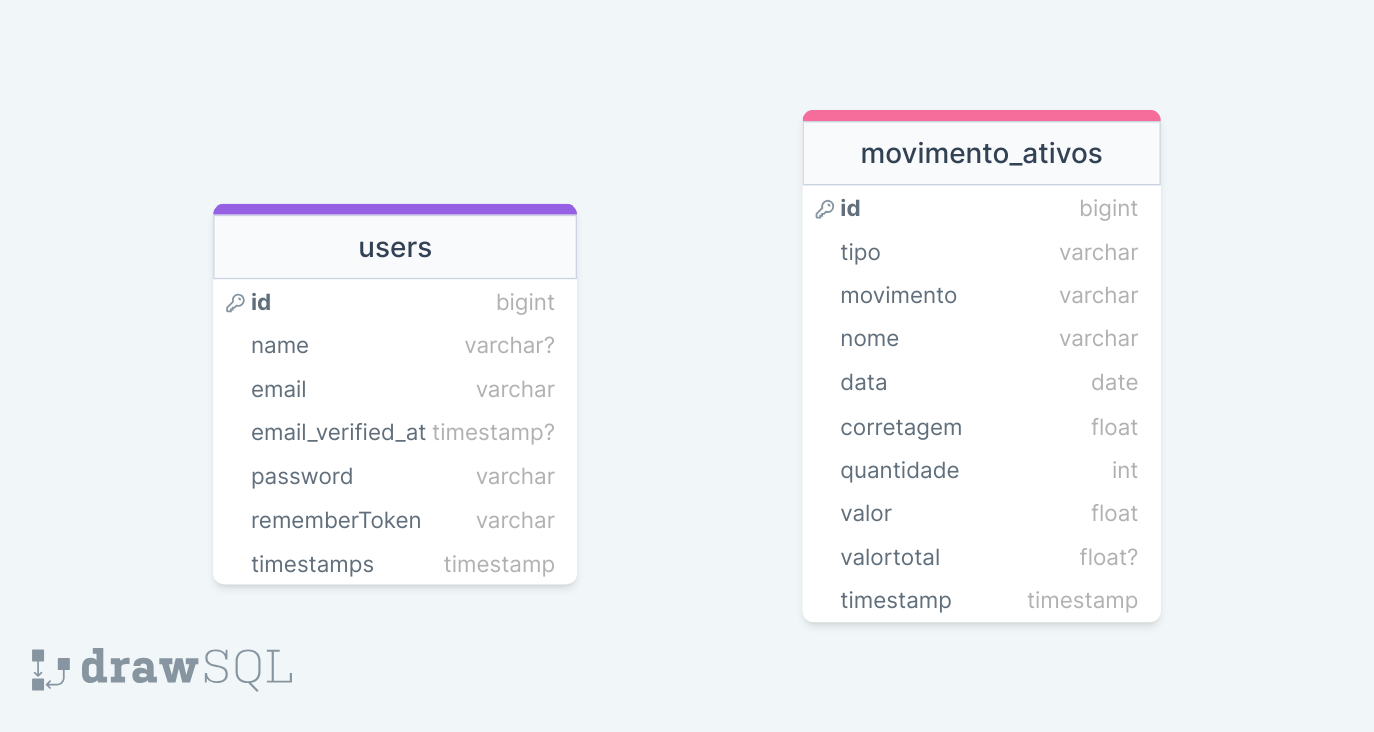 users
id bigint
name varchar?
email varchar
email_verified_at timestamp?
password varchar
rememberToken varchar
timestamps timestamp
movimento_ativos
id bigint
tipo varchar
movimento varchar
nome varchar
data date
corretagem float
quantidade int
valor float
valortotal float?
timestamp timestamp
drawSQL